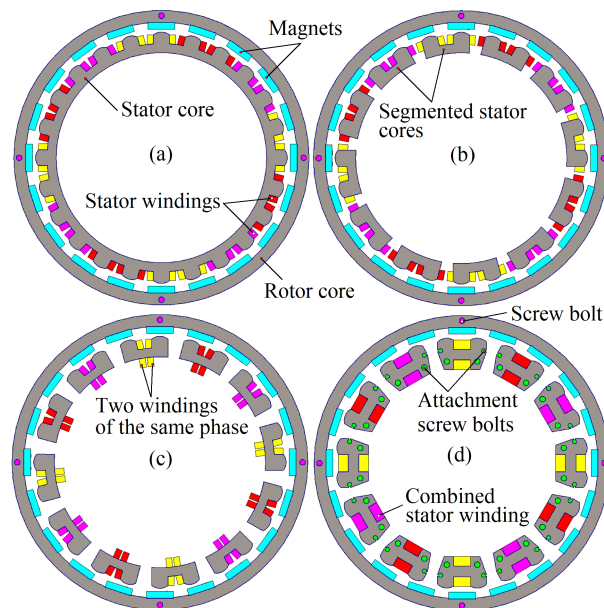 Magnets
Stator core
(a)
Stator windings
Rotor core
Segmented stator
cores
(b)
Screw bolt
Two windings
of the same phase
(c)
Attachment
screw bolts
(d)
Combined
stator winding